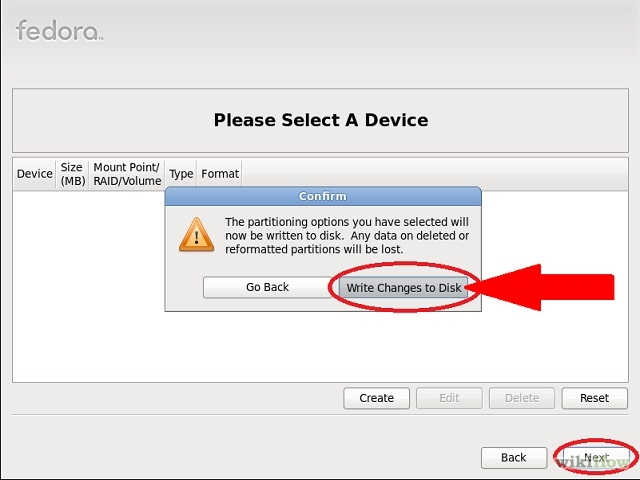 fedora
Please Select A Device
Device
Size
(MB)
Mount Point/
RAID/Volume
Type
Format
Confirm
The partitioning options you have selected will
now be written to disk.  Any data on deleted or
reformatted partitions will be lost.
Go Back
Write Changes to Disk
Create
Edit
Delete
Reset
Back
Next
wikiHow